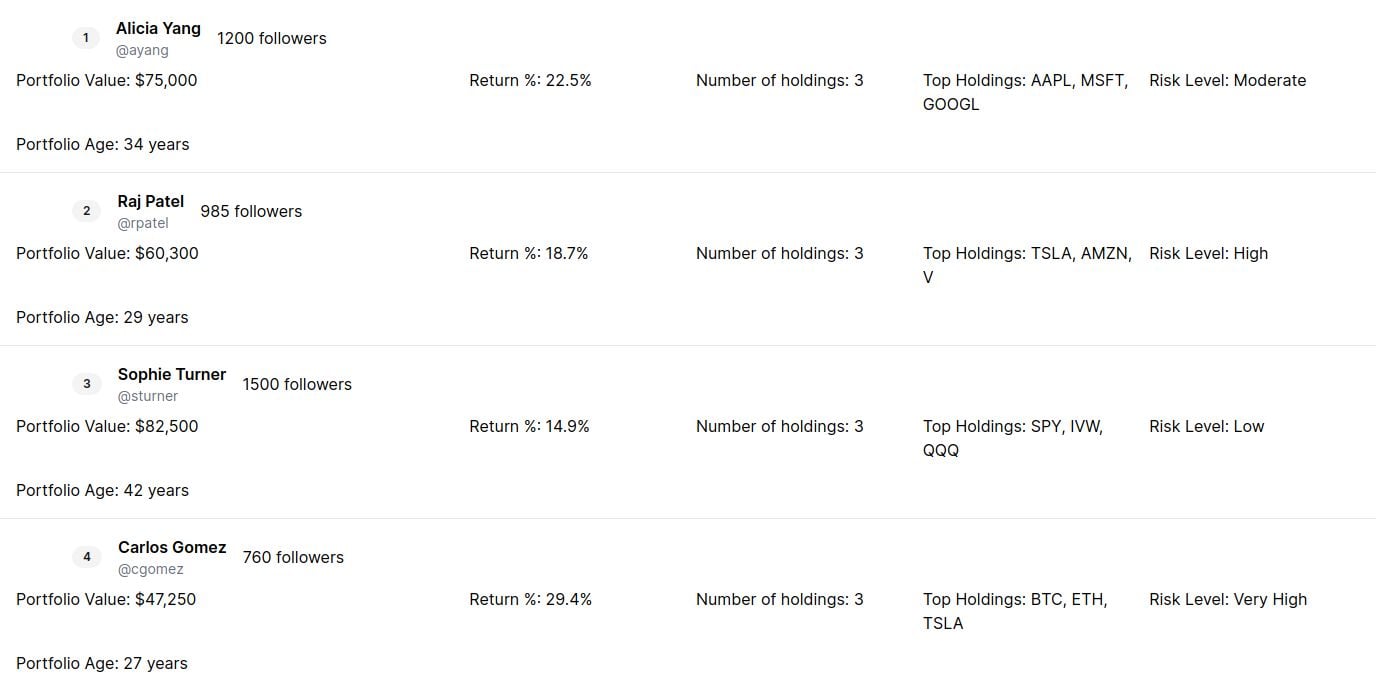 1
Alicia Yang
@ayang
1200 followers
Portfolio Value: $75,000
Return %: 22.5%
Number of holdings: 3
Top Holdings: AAPL, MSFT,
GOOGL
Risk Level: Moderate
Portfolio Age: 34 years
2
Raj Patel
@rpatel
985 followers
Portfolio Value: $60,300
Return %: 18.7%
Number of holdings: 3
Top Holdings: TSLA, AMZN,
V
Risk Level: High
Portfolio Age: 29 years
3
Sophie Turner
@sturner
1500 followers
Portfolio Value: $82,500
Return %: 14.9%
Number of holdings: 3
Top Holdings: SPY, IVW,
QQQ
Risk Level: Low
Portfolio Age: 42 years
4
Carlos Gomez
@cgomez
760 followers
Portfolio Value: $47,250
Return %: 29.4%
Number of holdings: 3
Top Holdings: BTC, ETH,
TSLA
Risk Level: Very High
Portfolio Age: 27 years